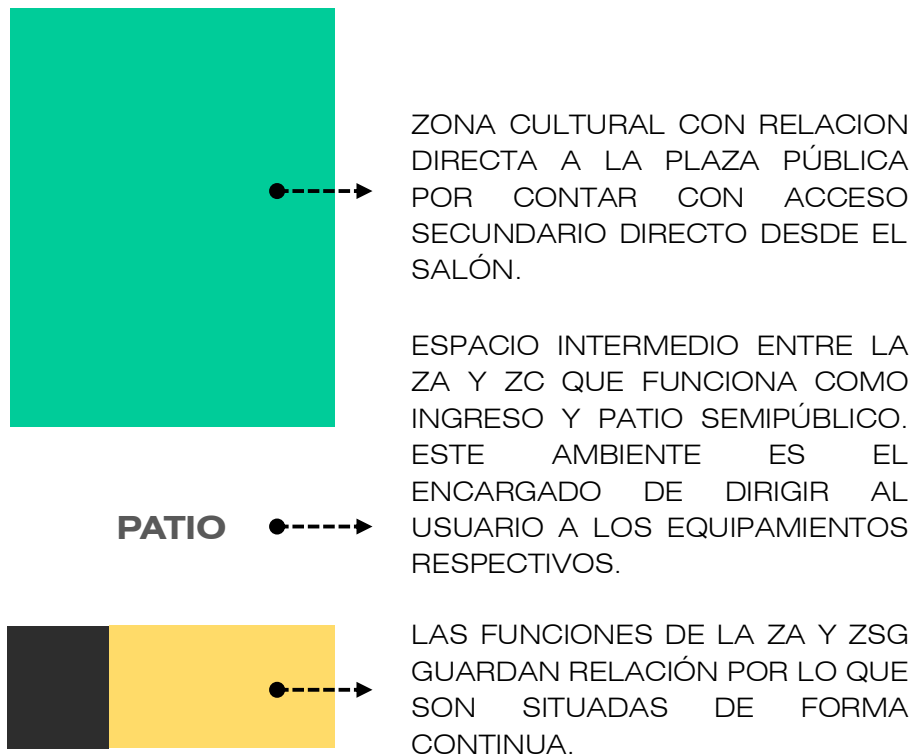 ZONA CULTURAL CON RELACION
DIRECTA A LA PLAZA PÚBLICA
POR CONTAR CON ACCESO
SECUNDARIO DIRECTO DESDE EL
SALÓN.
ESPACIO INTERMEDIO ENTRE LA
ZA Y ZC QUE FUNCIONA COMO
INGRESO Y PATIO SEMIPÚBLICO.
ESTE AMBIENTE ES EL
ENCARGADO DE DIRIGIR AL
USUARIO A LOS EQUIPAMIENTOS
RESPECTIVOS.
PATIO
LAS FUNCIONES DE LA ZA Y ZSG
GUARDAN RELACIÓN POR LO QUE
SON SITUADAS DE FORMA
CONTINUA.